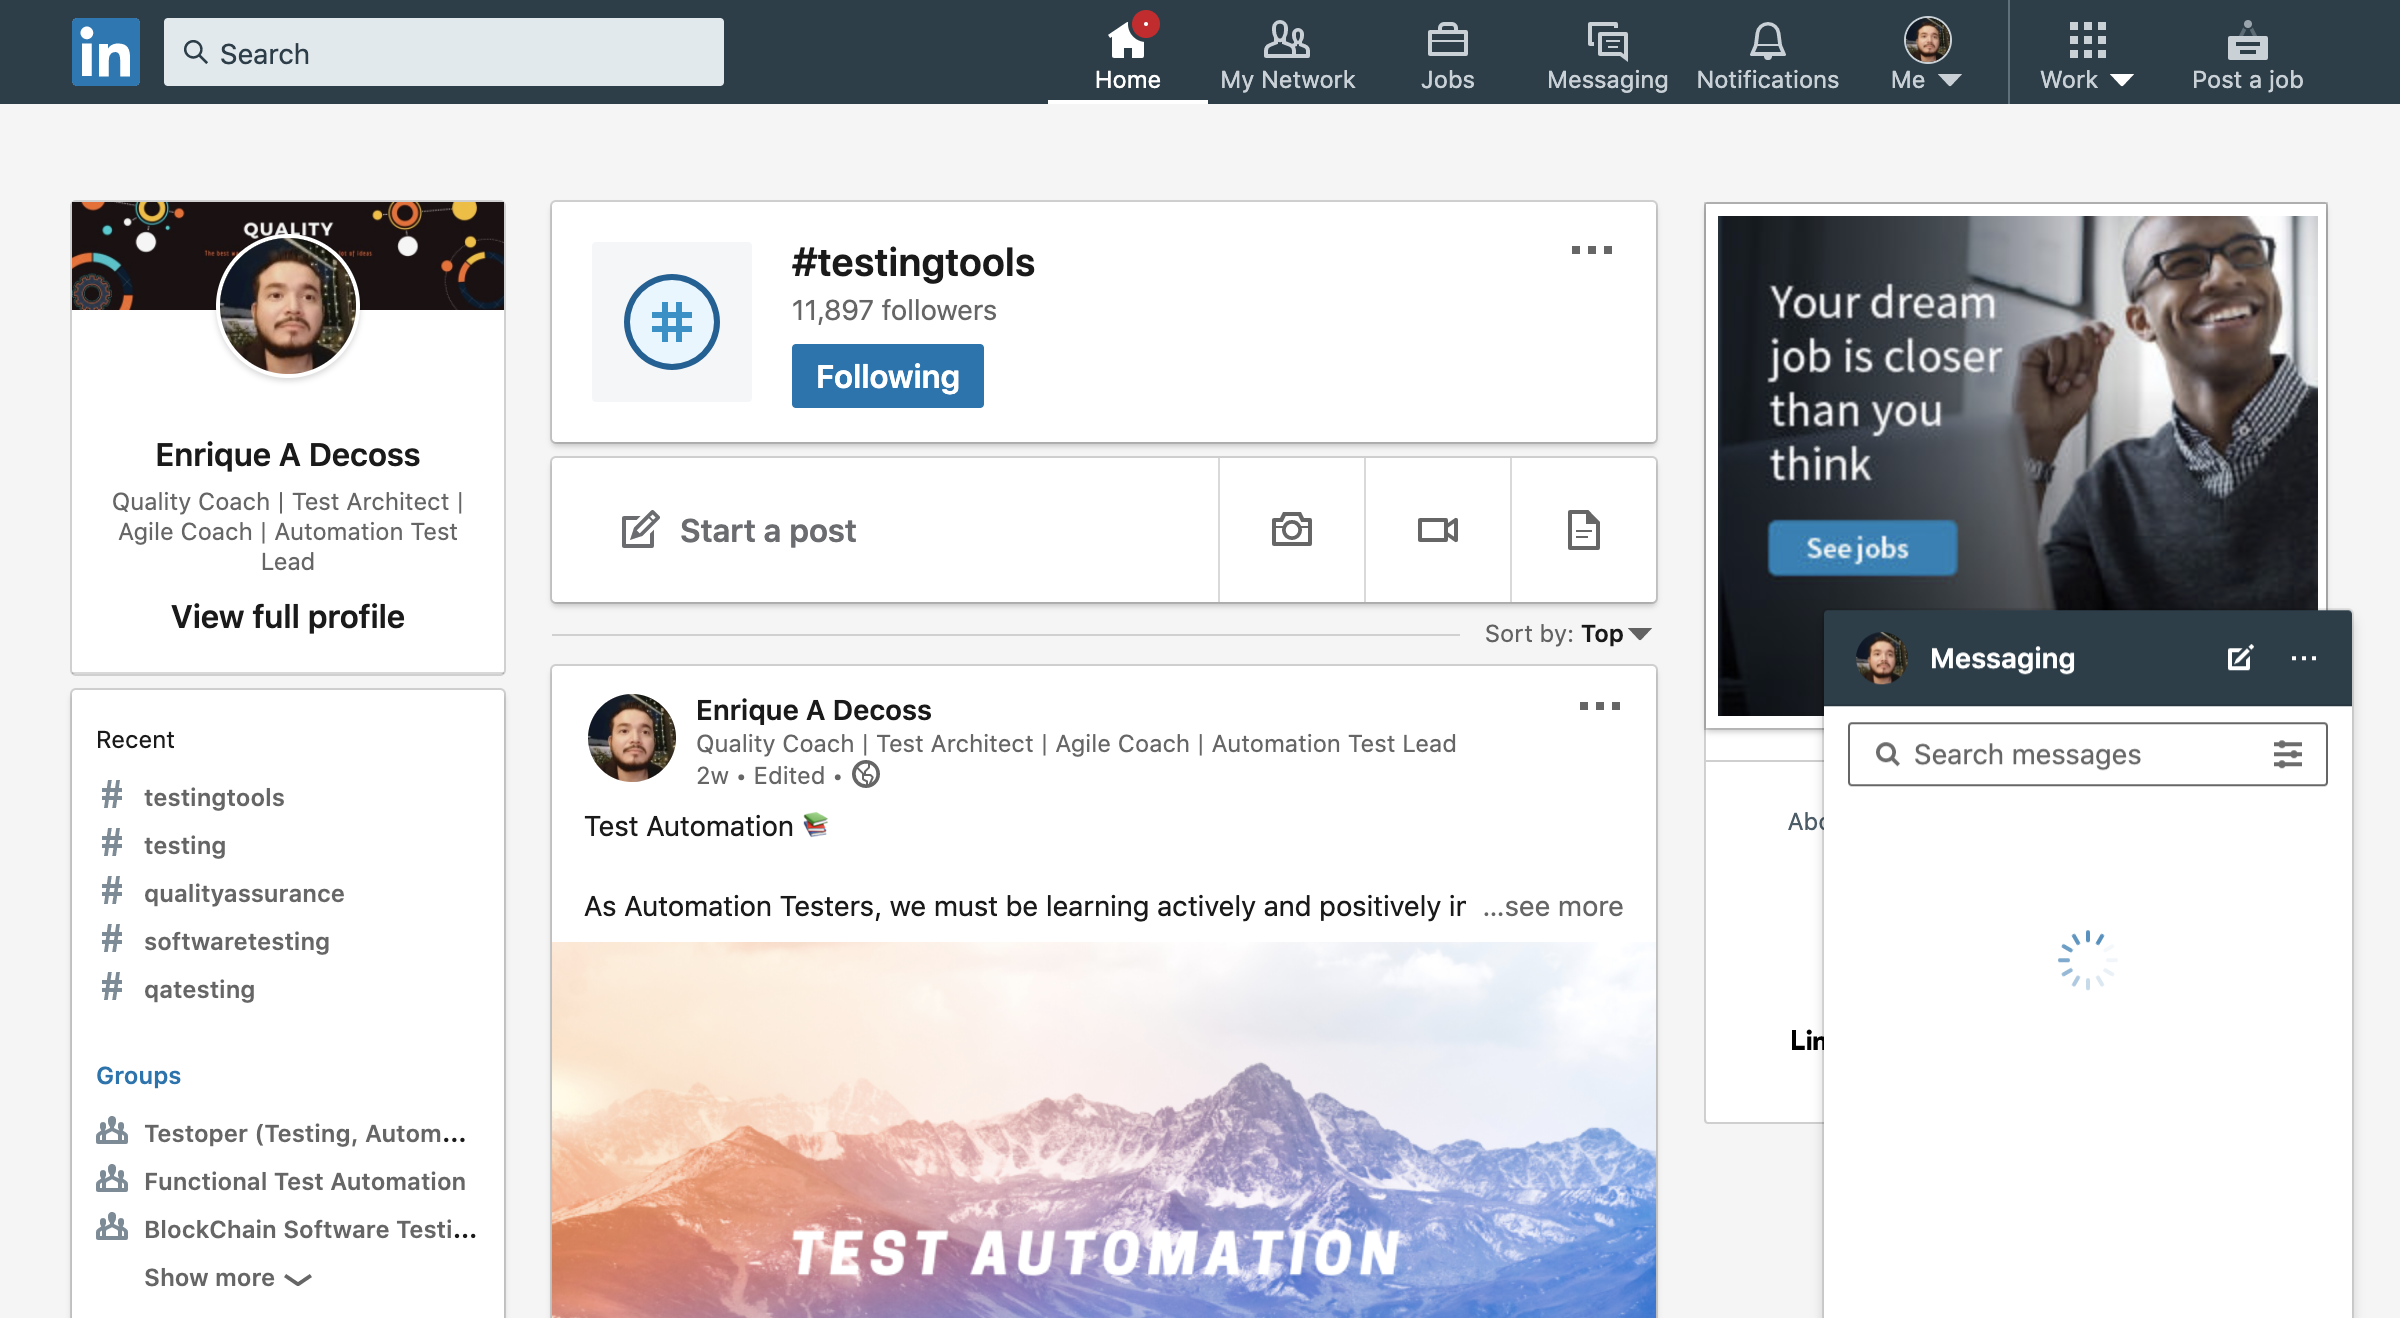 in
Search
Home
My Network
Jobs
Messaging
Notifications
Me
Work
Post a job
QUALITY
Enrique A Decoss
Quality Coach | Test Architect |
Agile Coach | Automation Test
Lead
View full profile
Recent
# testingtools
# testing
# qualityassurance
# softwaretesting
# qatesting
Groups
Testoper (Testing, Autom...
Functional Test Automation
BlockChain Software Testi...
Show more
#
#testingtools
11,897 followers
Following
Start a post
Sort by: Top
Enrique A Decoss
Quality Coach | Test Architect | Agile Coach | Automation Test Lead
2w • Edited •
Test Automation
As Automation Testers, we must be learning actively and positively ...see more
TEST AUTOMATION
Your dream
job is closer
than you
think
See jobs
Messaging
Search messages